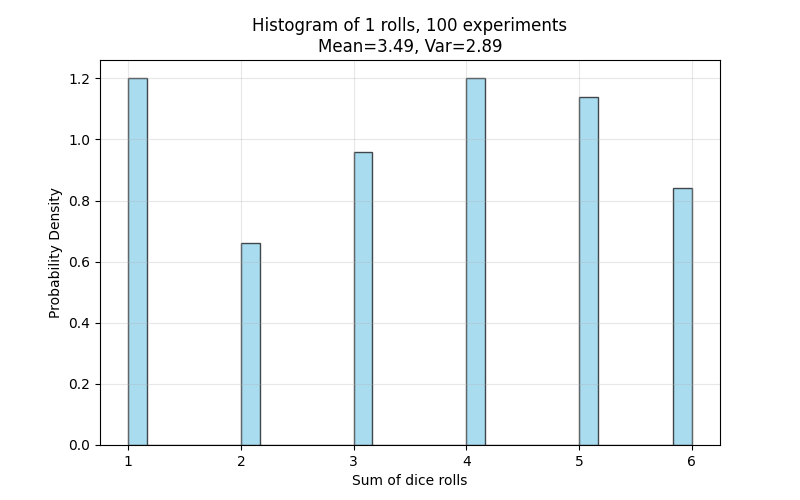 Histogram of 1 rolls, 100 experiments
Mean=3.49, Var=2.89
1.2
1.0
0.8
0.6
0.4
0.2
0.0
Probability Density
1 2 3 4 5 6
Sum of dice rolls